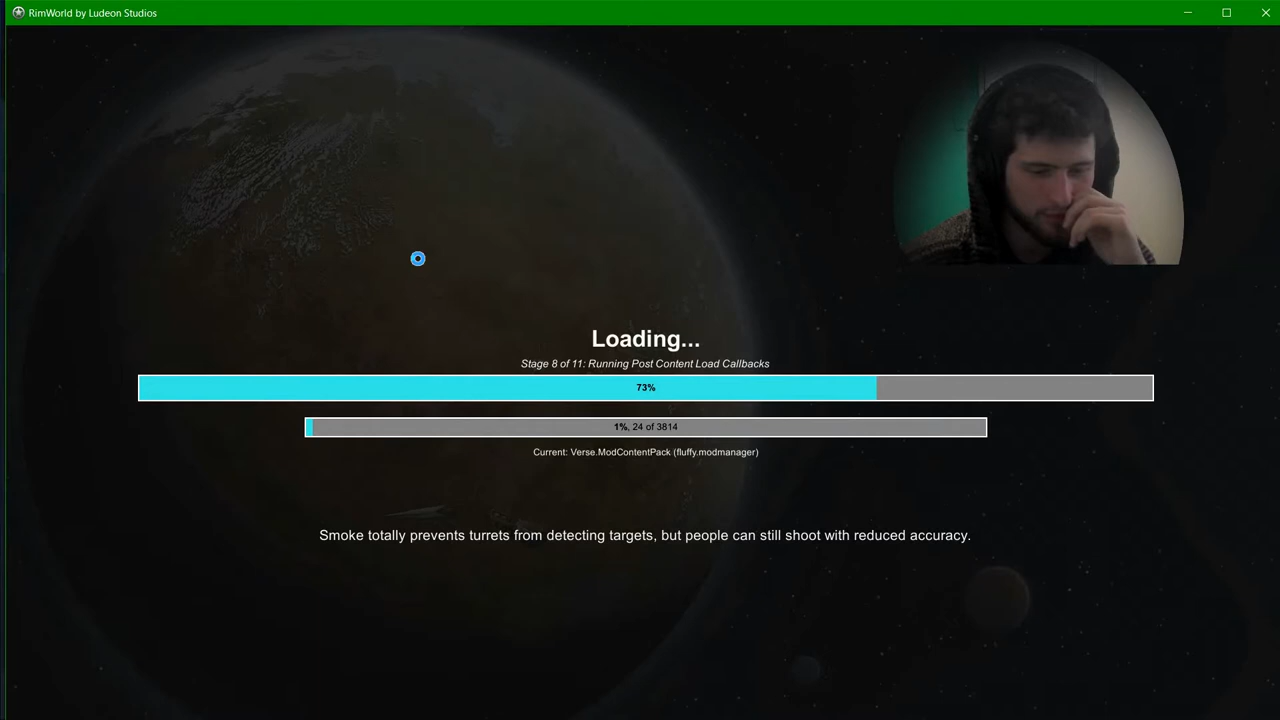 RimWorld by Ludeon Studios
Loading...
Stage 8 of 11: Running Post Content Load Callbacks
73%
1%, 24 of 3814
Current: Verse.ModContentPack (fluffy.modmanager)
Smoke totally prevents turrets from detecting targets, but people can still shoot with reduced accuracy.